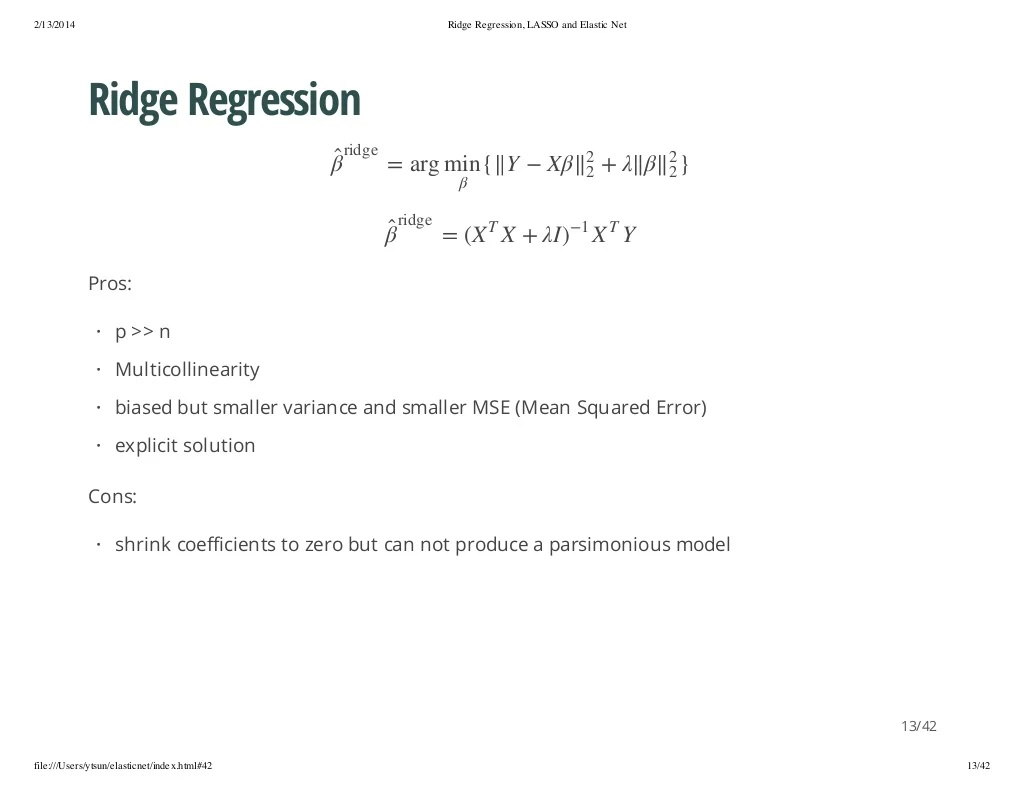 2/13/2014 Ridge Regression, LASSO and Elastic Net
Ridge Regression
β̂^ridge = arg min_β {‖Y − Xβ‖₂² + λ‖β‖₂²}
β̂^ridge = (X^T X + λI)^−1 X^T Y
Pros:
· p >> n
· Multicollinearity
· biased but smaller variance and smaller MSE (Mean Squared Error)
· explicit solution
Cons:
· shrink coefficients to zero but can not produce a parsimonious model
13/42
file:///Users/ytsun/elasticnet/index.html#42 13/42